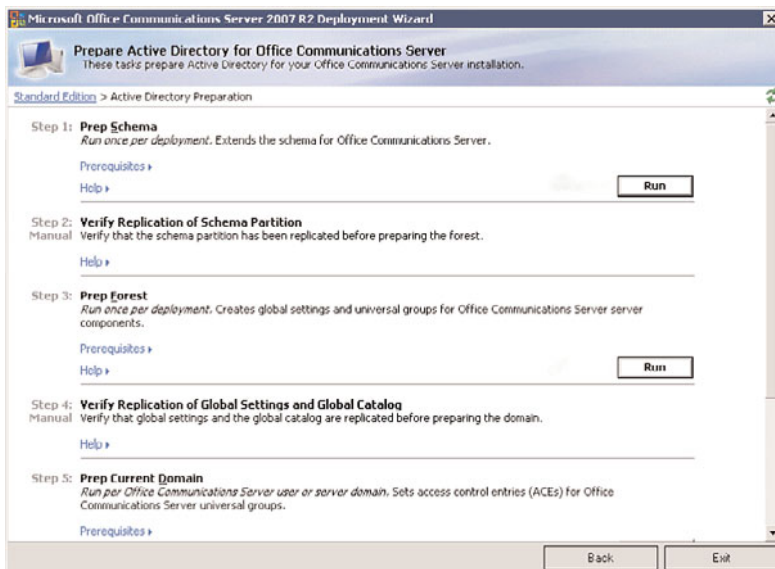 Microsoft Office Communications Server 2007 R2 Deployment Wizard
Prepare Active Directory for Office Communications Server
These tasks prepare Active Directory for your Office Communications Server installation.
Standard Edition > Active Directory Preparation
Step 1: Prep Schema
Run once per deployment. Extends the schema for Office Communications Server.
Prerequisites
Help
Run
Step 2: Verify Replication of Schema Partition
Manual Verify that the schema partition has been replicated before preparing the forest.
Help
Step 3: Prep Forest
Run once per deployment. Creates global settings and universal groups for Office Communications Server server
components.
Prerequisites
Help
Run
Step 4: Verify Replication of Global Settings and Global Catalog
Manual Verify that global settings and the global catalog are replicated before preparing the domain.
Help
Step 5: Prep Current Domain
Run per Office Communications Server user or server domain. Sets access control entries (ACEs) for Office
Communications Server universal groups.
Prerequisites
Back Exit